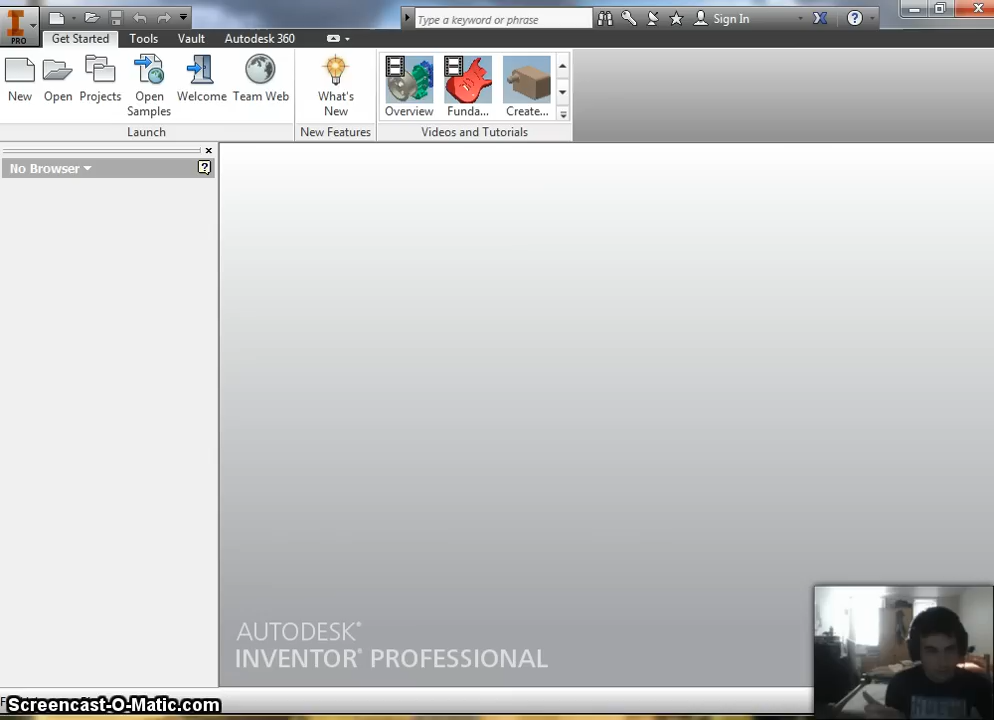 PRO
Type a keyword or phrase
Sign In
Get Started
Tools
Vault
Autodesk 360
New
Open
Projects
Open Samples
Welcome
Team Web
What's New
Overview
Funda...
Create...
Launch
New Features
Videos and Tutorials
No Browser
AUTODESK®
INVENTOR® PROFESSIONAL
Screencast-O-Matic.com